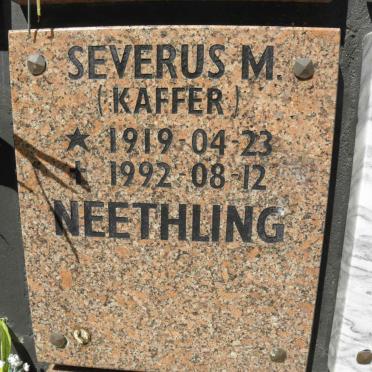 SEVERUS M.
(KAFFER)
★ 1919-04-23
✝ 1992-08-12
NEETHLING